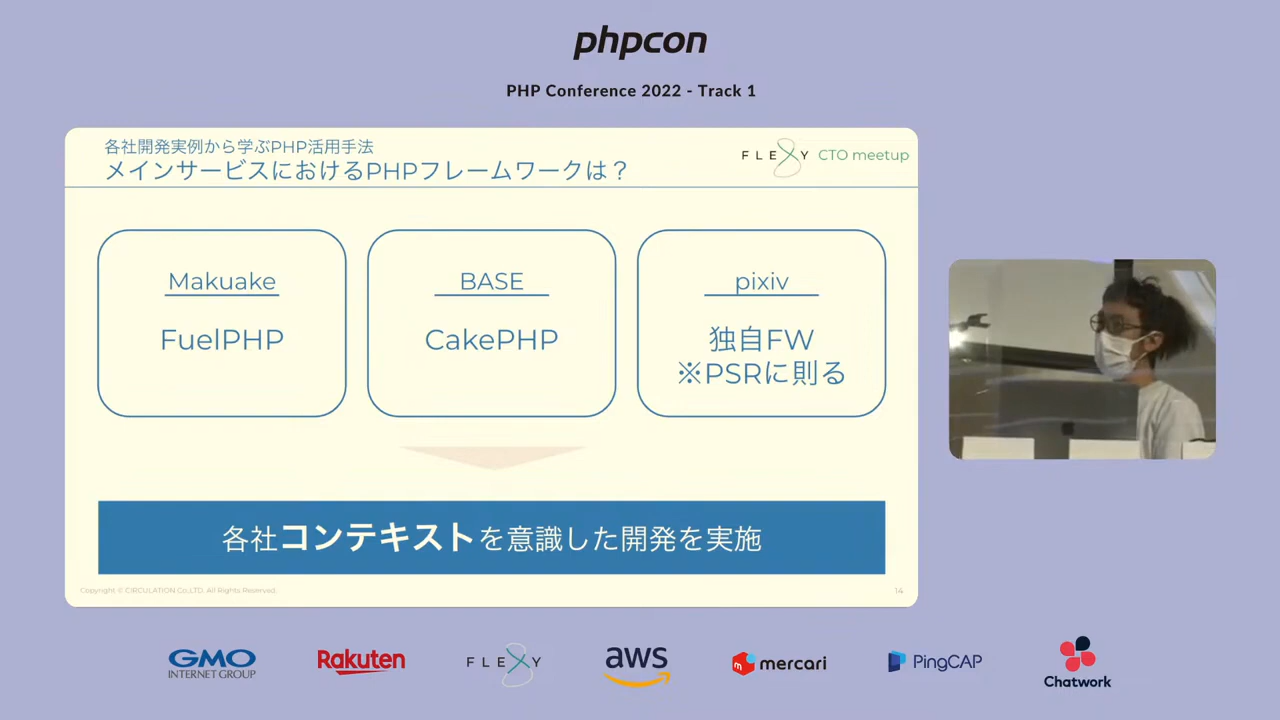 phpcon
PHP Conference 2022 - Track 1
各社開発実例から学ぶPHP活用手法
メインサービスにおけるPHPフレームワークは？
FLEXY CTO meetup
Makuake
FuelPHP
BASE
CakePHP
pixiv
独自FW
※PSRに則る
各社コンテキストを意識した開発を実施
Copyright © CIRCULATION Co.,LTD. All Rights Reserved.
14
GMO
INTERNET GROUP
Rakuten
FLEXY
aws
mercari
PingCAP
Chatwork